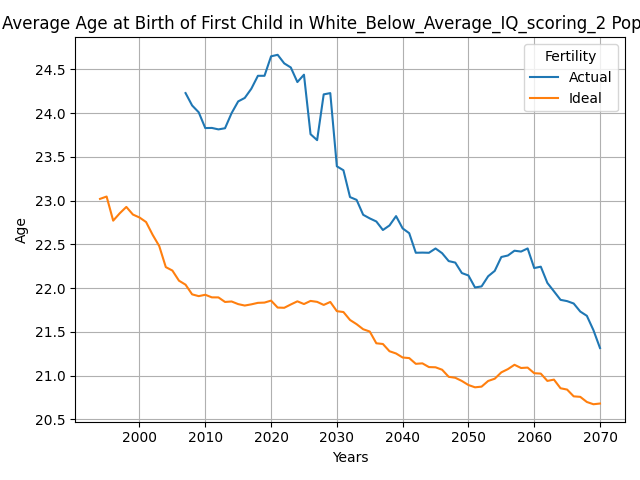 Average Age at Birth of First Child in White_Below_Average_IQ_scoring_2 Pop
Fertility
Actual
Ideal
24.5
24.0
23.5
23.0
22.5
22.0
21.5
21.0
20.5
Age
2000 2010 2020 2030 2040 2050 2060 2070
Years